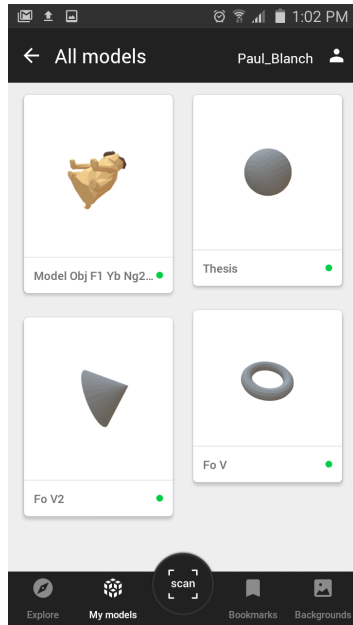 1:02 PM
All models
Paul_Blanch
Model Obj F1 Yb Ng2...
Thesis
Fo V2
Fo V
scan
Explore
My models
Bookmarks
Backgrounds